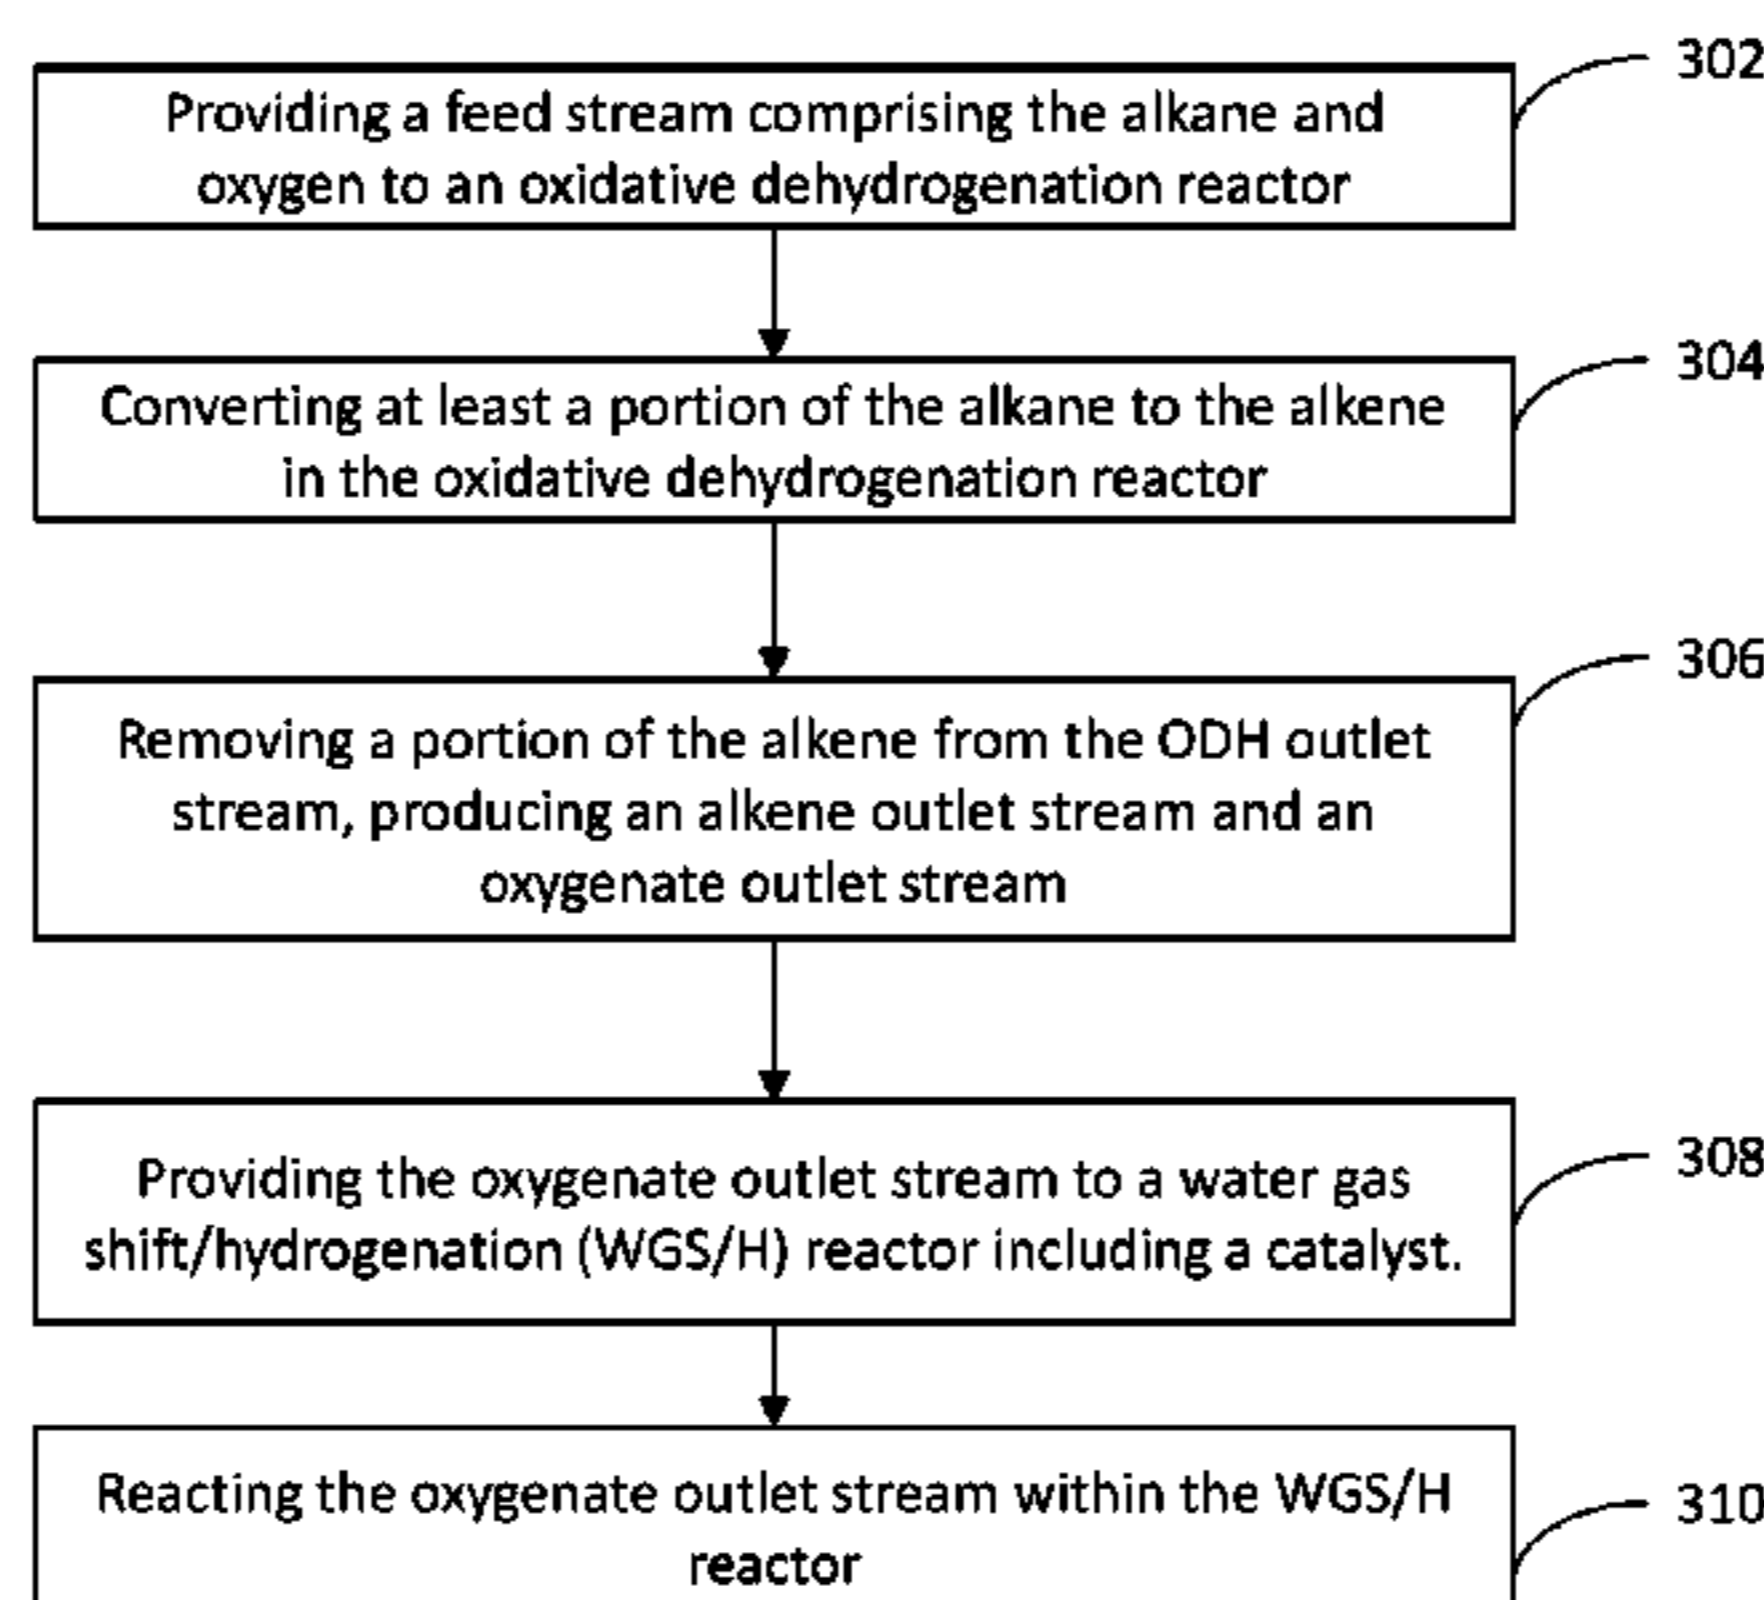 302
Providing a feed stream comprising the alkane and
oxygen to an oxidative dehydrogenation reactor
304
Converting at least a portion of the alkane to the alkene
in the oxidative dehydrogenation reactor
306
Removing a portion of the alkene from the ODH outlet
stream, producing an alkene outlet stream and an
oxygenate outlet stream
308
Providing the oxygenate outlet stream to a water gas
shift/hydrogenation (WGS/H) reactor including a catalyst.
310
Reacting the oxygenate outlet stream within the WGS/H
reactor